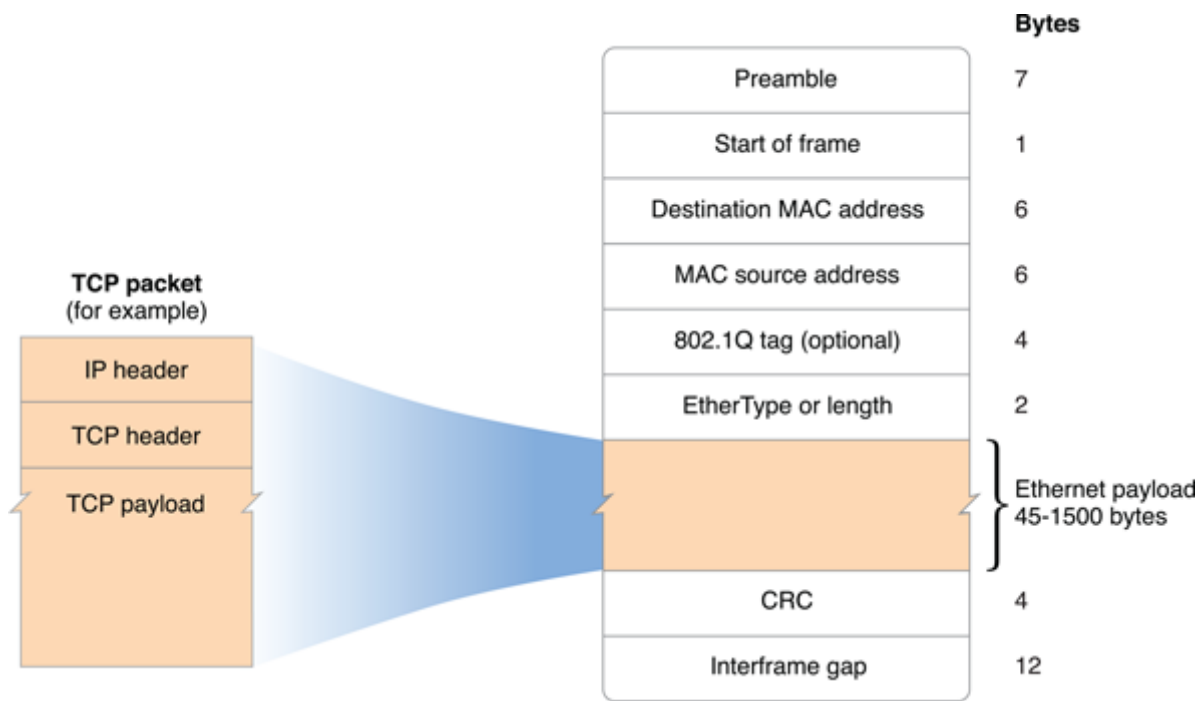 Bytes
Preamble 7
Start of frame 1
Destination MAC address 6
MAC source address 6
802.1Q tag (optional) 4
EtherType or length 2
Ethernet payload
45-1500 bytes
CRC 4
Interframe gap 12
TCP packet
(for example)
IP header
TCP header
TCP payload